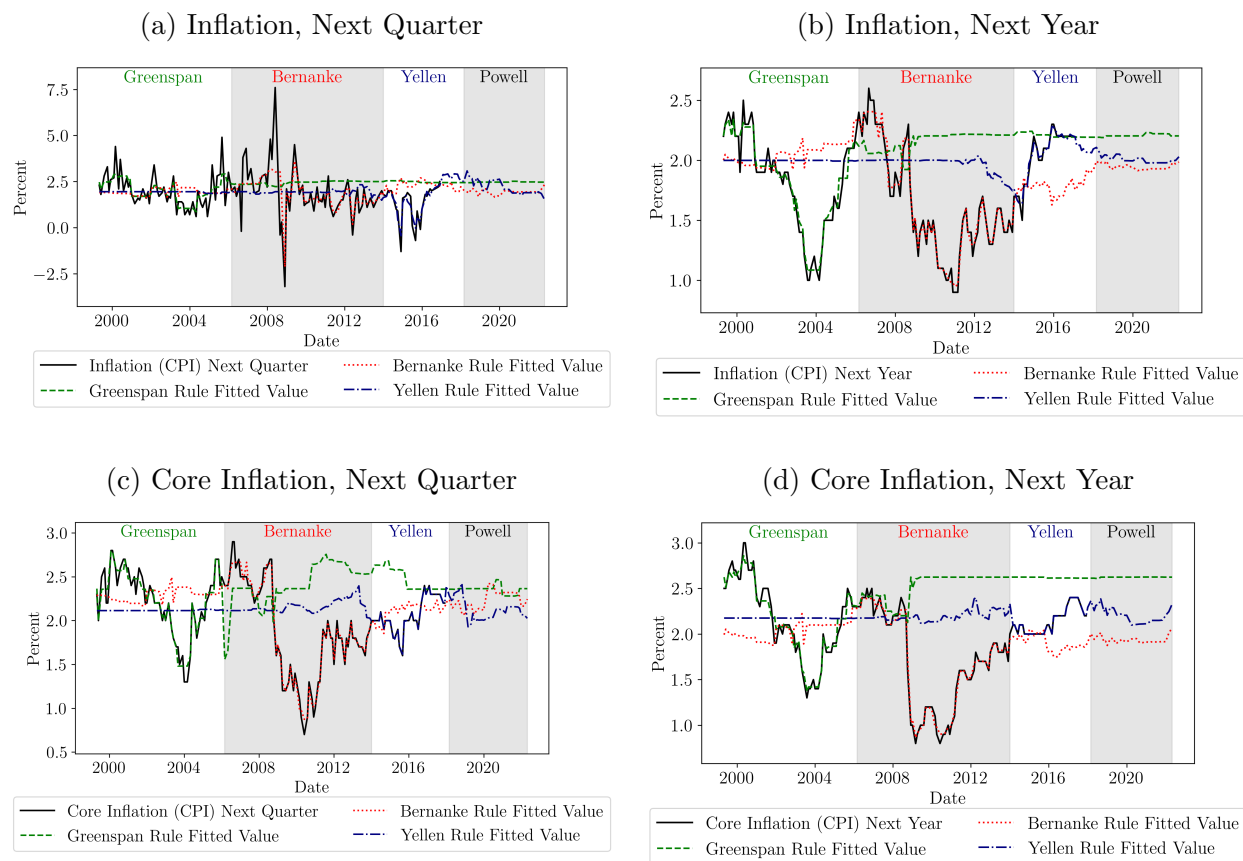 (a) Inflation, Next Quarter
Greenspan Bernanke Yellen Powell
7.5
5.0
2.5
0.0
−2.5
Percent
2000 2004 2008 2012 2016 2020
Date
Inflation (CPI) Next Quarter
Greenspan Rule Fitted Value
Bernanke Rule Fitted Value
Yellen Rule Fitted Value
(b) Inflation, Next Year
Greenspan Bernanke Yellen Powell
2.5
2.0
1.5
1.0
Percent
2000 2004 2008 2012 2016 2020
Date
Inflation (CPI) Next Year
Greenspan Rule Fitted Value
Bernanke Rule Fitted Value
Yellen Rule Fitted Value
(c) Core Inflation, Next Quarter
Greenspan Bernanke Yellen Powell
3.0
2.5
2.0
1.5
1.0
0.5
Percent
2000 2004 2008 2012 2016 2020
Date
Core Inflation (CPI) Next Quarter
Greenspan Rule Fitted Value
Bernanke Rule Fitted Value
Yellen Rule Fitted Value
(d) Core Inflation, Next Year
Greenspan Bernanke Yellen Powell
3.0
2.5
2.0
1.5
1.0
Percent
2000 2004 2008 2012 2016 2020
Date
Core Inflation (CPI) Next Year
Greenspan Rule Fitted Value
Bernanke Rule Fitted Value
Yellen Rule Fitted Value